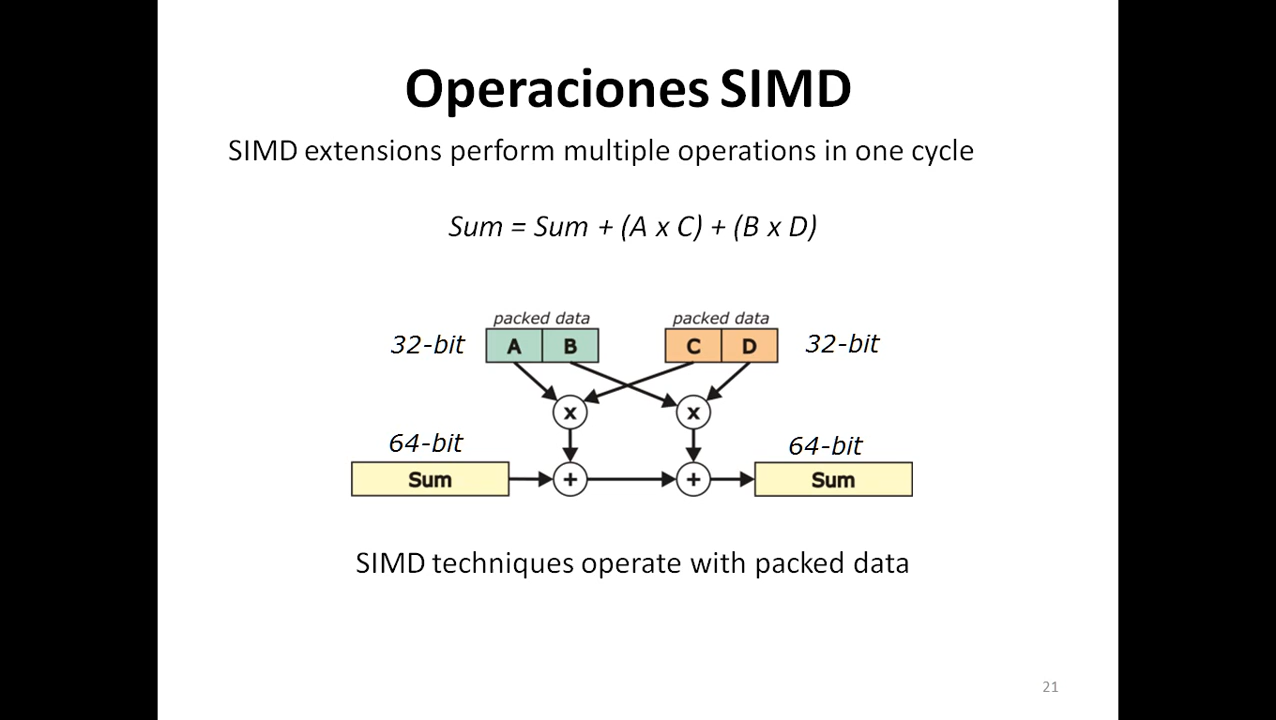 Operaciones SIMD
SIMD extensions perform multiple operations in one cycle
Sum = Sum + (A x C) + (B x D)
packed data packed data
32-bit A B C D 32-bit
x x
64-bit 64-bit
Sum + + Sum
SIMD techniques operate with packed data
21